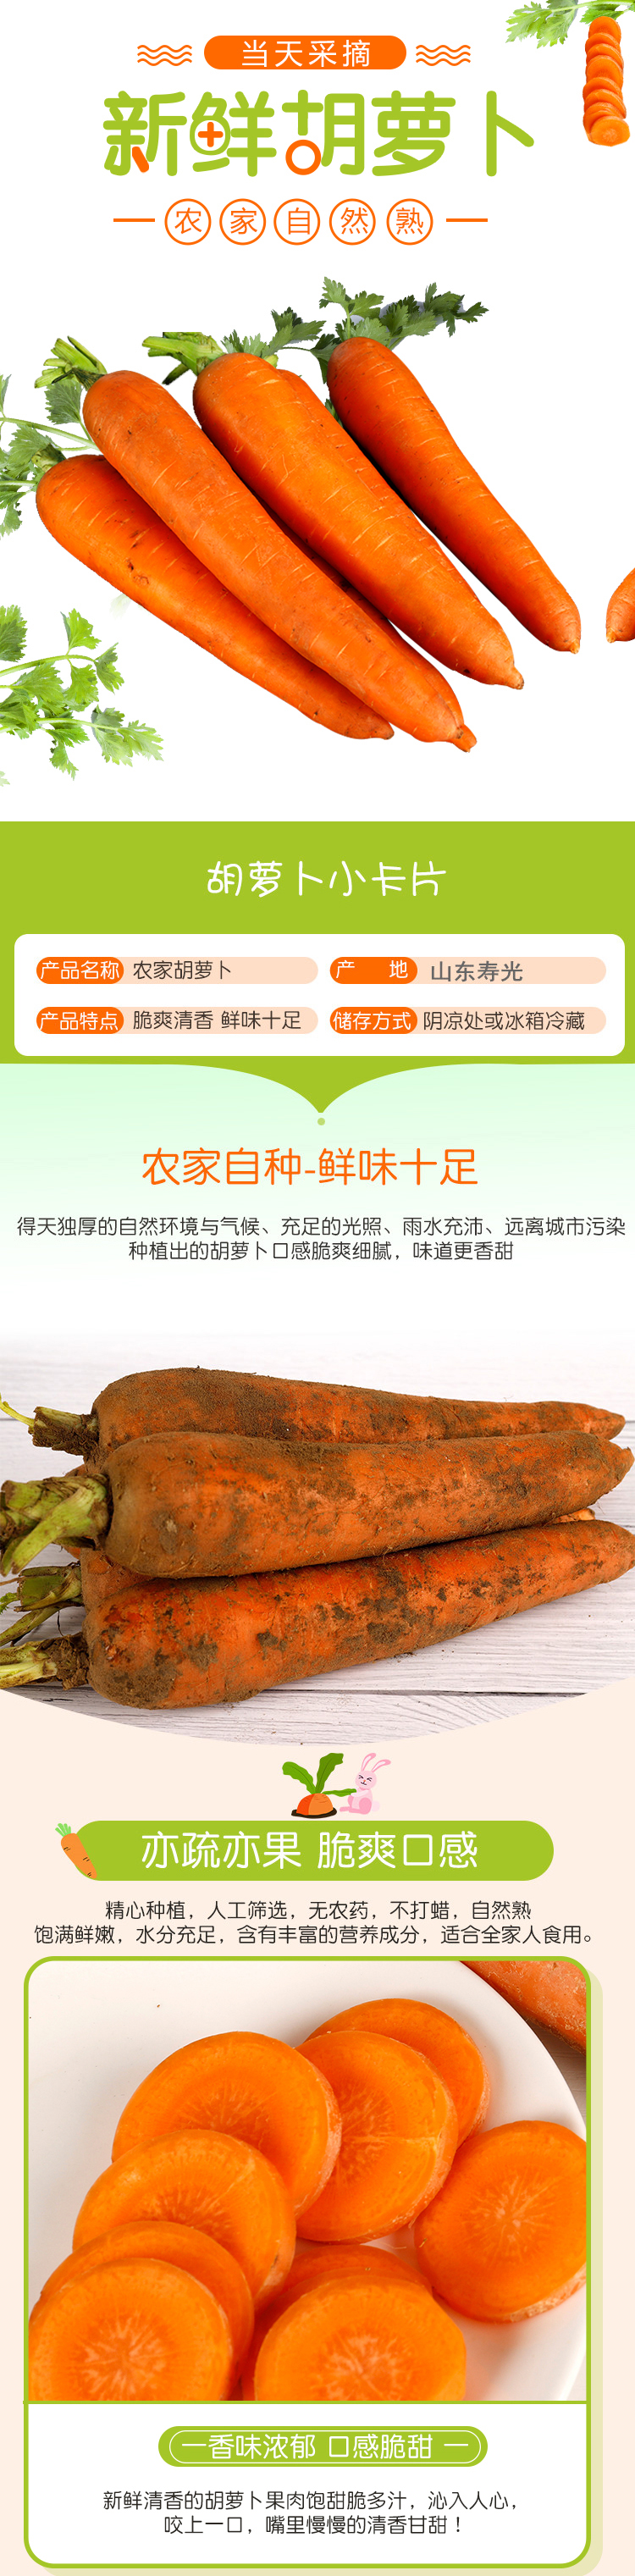 当天采摘
新鲜胡萝卜
农家自然熟
胡萝卜小卡片
产品名称 农家胡萝卜
产 地 山东寿光
产品特点 脆爽清香 鲜味十足
储存方式 阴凉处或冰箱冷藏
农家自种-鲜味十足
得天独厚的自然环境与气候、充足的光照、雨水充沛、远离城市污染
种植出的胡萝卜口感脆爽细腻，味道更香甜
亦疏亦果 脆爽口感
精心种植，人工筛选，无农药，不打蜡，自然熟
饱满鲜嫩，水分充足，含有丰富的营养成分，适合全家人食用。
一香味浓郁 口感脆甜 一
新鲜清香的胡萝卜果肉饱甜脆多汁，沁入人心，
咬上一口，嘴里慢慢的清香甘甜！